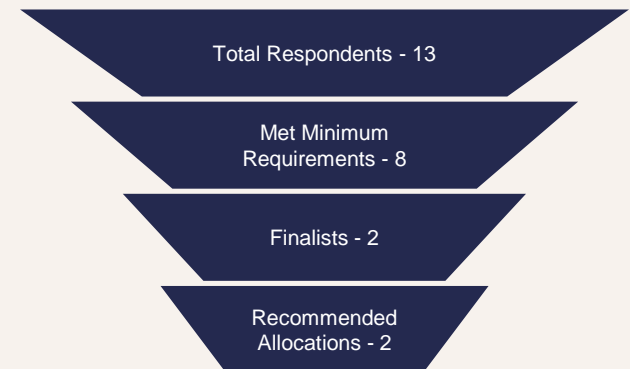 Total Respondents - 13
Met Minimum
Requirements - 8
Finalists - 2
Recommended
Allocations - 2